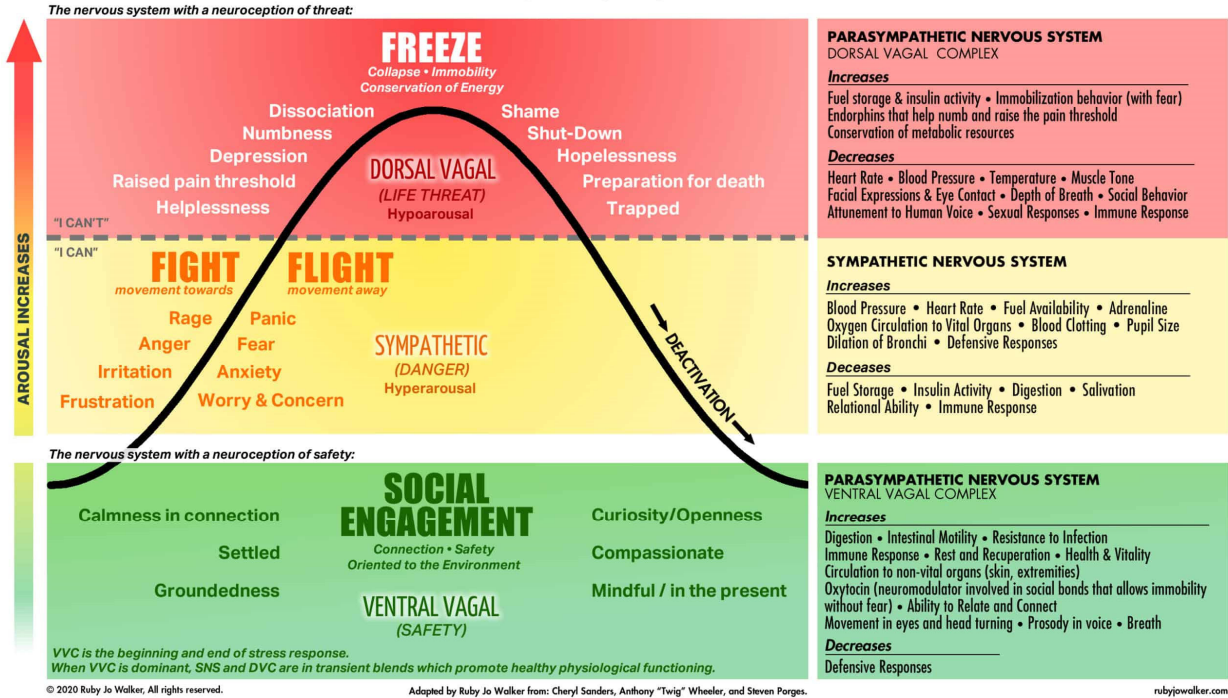 The nervous system with a neuroception of threat:
FREEZE
Collapse • Immobility
Conservation of Energy
Dissociation
Numbness
Depression
Raised pain threshold
Helplessness
Shame
Shut-Down
Hopelessness
Preparation for death
Trapped
DORSAL VAGAL
(LIFE THREAT)
Hypoarousal
"I CAN'T"
"I CAN"
AROUSAL INCREASES
FIGHT
movement towards
FLIGHT
movement away
Rage
Anger
Irritation
Frustration
Panic
Fear
Anxiety
Worry & Concern
SYMPATHETIC
(DANGER)
Hyperarousal
DEACTIVATION
The nervous system with a neuroception of safety:
SOCIAL
ENGAGEMENT
Connection • Safety
Oriented to the Environment
Calmness in connection
Settled
Groundedness
Curiosity/Openness
Compassionate
Mindful / in the present
VENTRAL VAGAL
(SAFETY)
VVC is the beginning and end of stress response.
When VVC is dominant, SNS and DVC are in transient blends which promote healthy physiological functioning.
PARASYMPATHETIC NERVOUS SYSTEM
DORSAL VAGAL COMPLEX
Increases
Fuel storage & insulin activity • Immobilization behavior (with fear)
Endorphins that help numb and raise the pain threshold
Conservation of metabolic resources
Decreases
Heart Rate • Blood Pressure • Temperature • Muscle Tone
Facial Expressions & Eye Contact • Depth of Breath • Social Behavior
Attunement to Human Voice • Sexual Responses • Immune Response
SYMPATHETIC NERVOUS SYSTEM
Increases
Blood Pressure • Heart Rate • Fuel Availability • Adrenaline
Oxygen Circulation to Vital Organs • Blood Clotting • Pupil Size
Dilation of Bronchi • Defensive Responses
Deceases
Fuel Storage • Insulin Activity • Digestion • Salivation
Relational Ability • Immune Response
PARASYMPATHETIC NERVOUS SYSTEM
VENTRAL VAGAL COMPLEX
Increases
Digestion • Intestinal Motility • Resistance to Infection
Immune Response • Rest and Recuperation • Health & Vitality
Circulation to non-vital organs (skin, extremities)
Oxytocin (neuromodulator involved in social bonds that allows immobility
without fear) • Ability to Relate and Connect
Movement in eyes and head turning • Prosody in voice • Breath
Decreases
Defensive Responses
© 2020 Ruby Jo Walker, All rights reserved.
Adapted by Ruby Jo Walker from: Cheryl Sanders, Anthony "Twig" Wheeler, and Steven Porges.
rubyjowalker.com